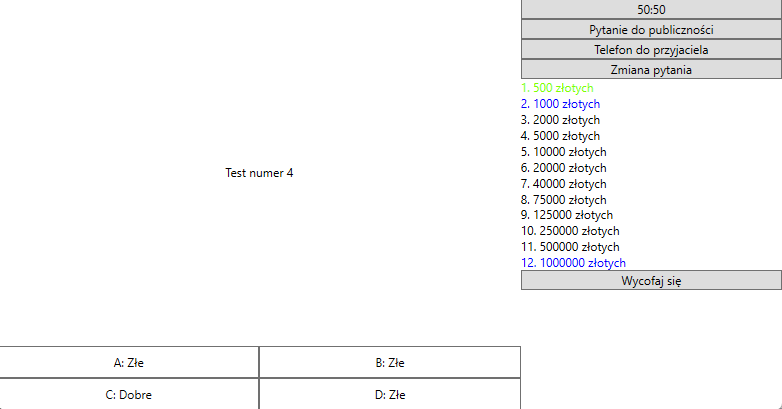 50:50
Pytanie do publiczności
Telefon do przyjaciela
Zmiana pytania
1. 500 złotych
2. 1000 złotych
3. 2000 złotych
4. 5000 złotych
5. 10000 złotych
6. 20000 złotych
7. 40000 złotych
8. 75000 złotych
9. 125000 złotych
10. 250000 złotych
11. 500000 złotych
12. 1000000 złotych
Wycofaj się
Test numer 4
A: Złe
B: Złe
C: Dobre
D: Złe